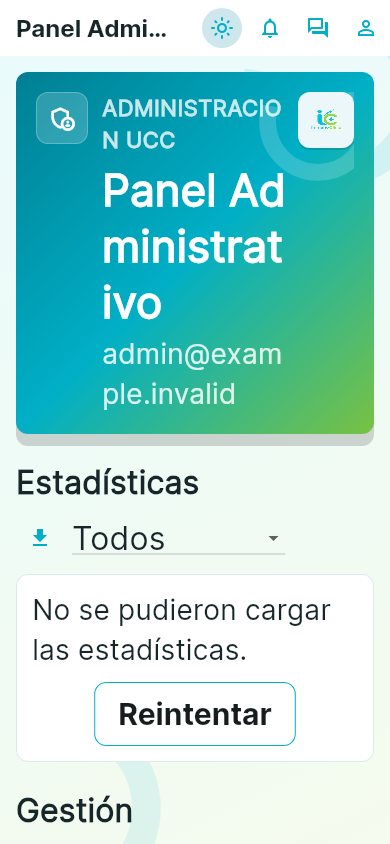 Panel Admi...
ADMINISTRACIO
N UCC
Panel Ad
ministrat
ivo
admin@exam
ple.invalid
Estadísticas
Todos
No se pudieron cargar
las estadísticas.
Reintentar
Gestión